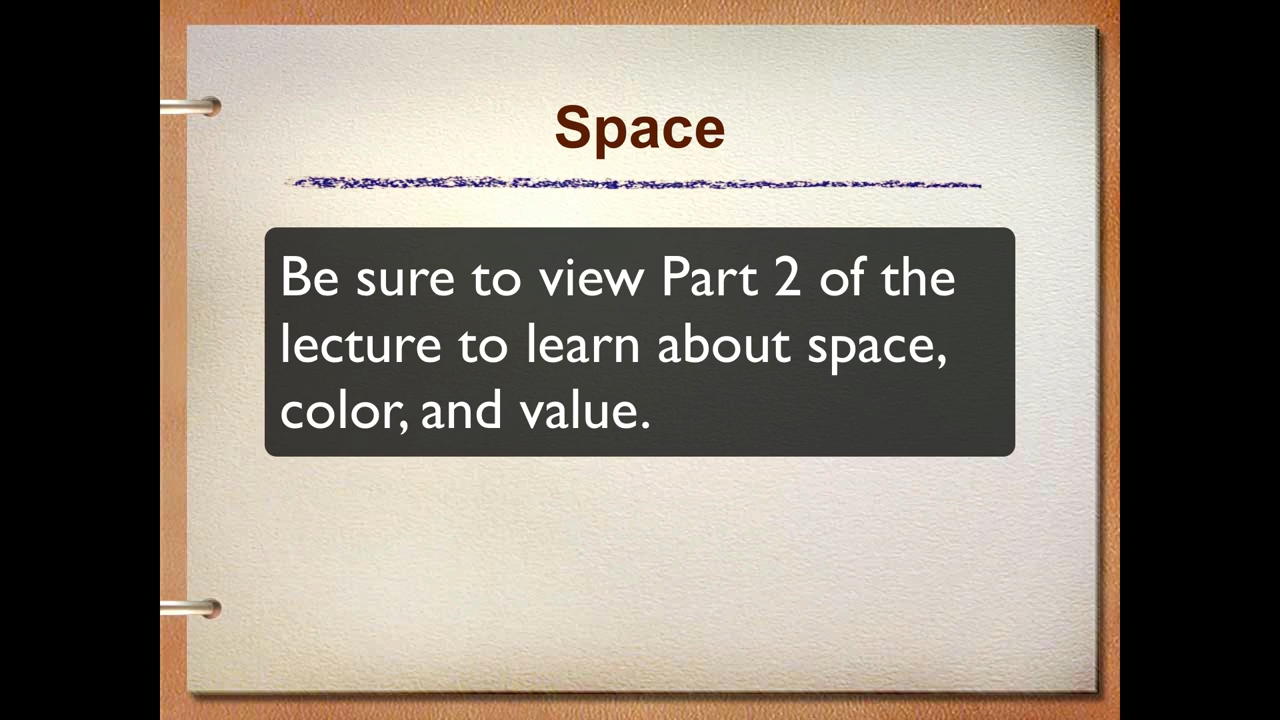 Space
Be sure to view Part 2 of the
lecture to learn about space,
color, and value.